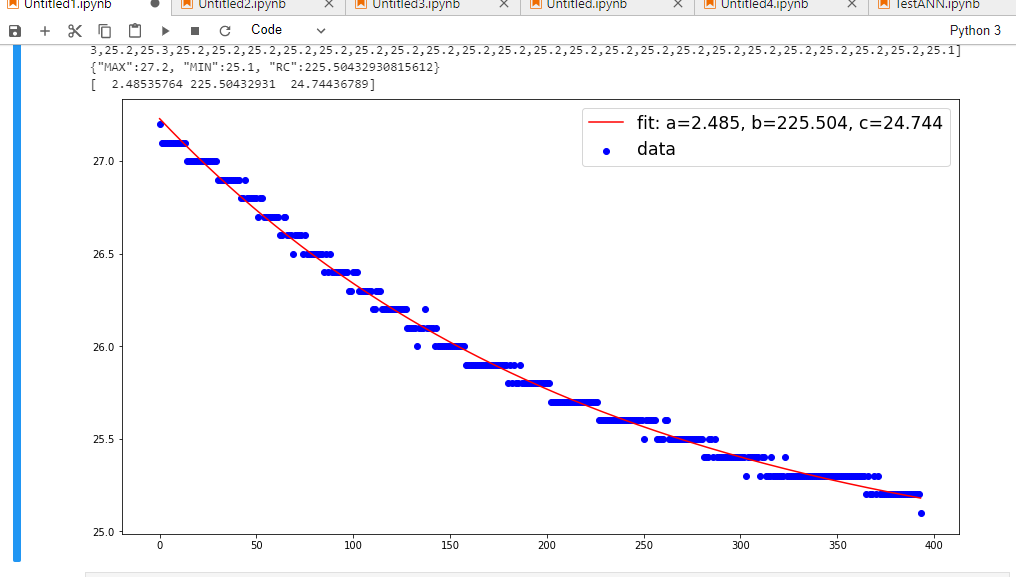 Untitled1.ipynb Untitled2.ipynb Untitled3.ipynb Untitled.ipynb Untitled4.ipynb TestANN.ipynb
Code Python 3
3,25.2,25.3,25.2,25.2,25.2,25.2,25.2,25.2,25.2,25.2,25.2,25.2,25.2,25.2,25.2,25.2,25.2,25.2,25.2,25.2,25.2,25.2,25.2,25.1]
{"MAX":27.2, "MIN":25.1, "RC":225.50432930815612}
[ 2.48535764 225.50432931 24.74436789]
fit: a=2.485, b=225.504, c=24.744
data
27.0
26.5
26.0
25.5
25.0
0 50 100 150 200 250 300 350 400